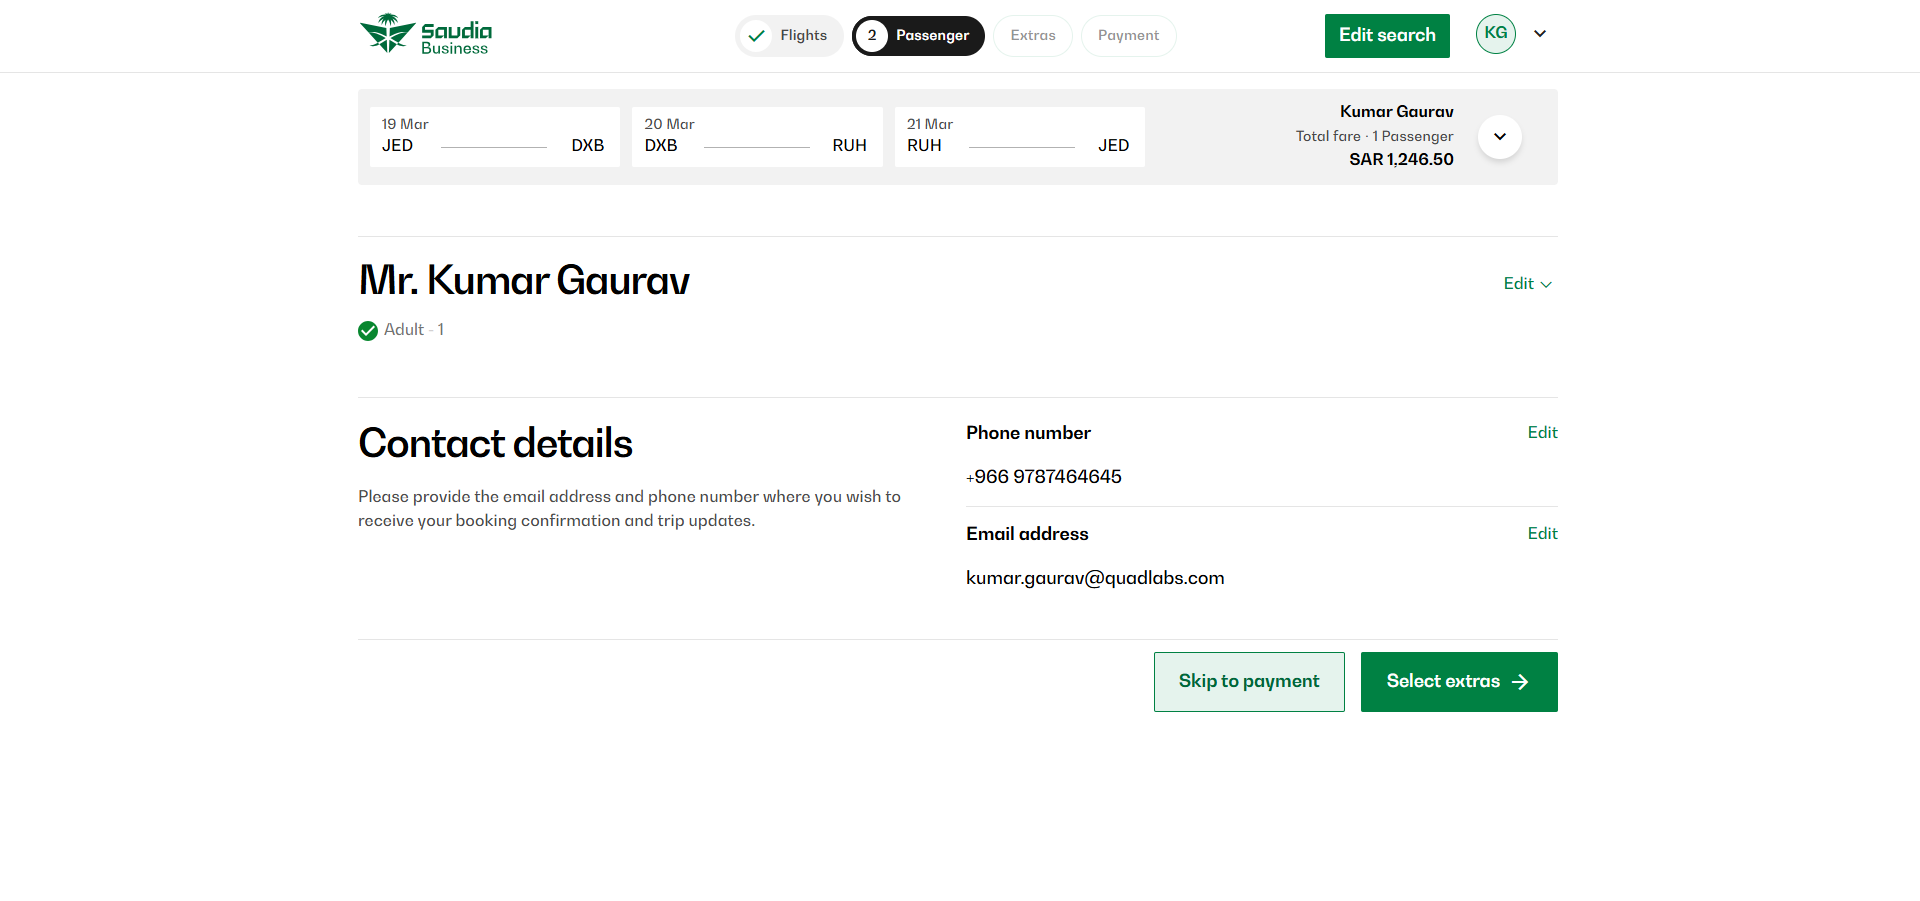 Saudia
Business
Flights
2 Passenger
Extras
Payment
Edit search
KG
19 Mar
JED DXB
20 Mar
DXB RUH
21 Mar
RUH JED
Kumar Gaurav
Total fare · 1 Passenger
SAR 1,246.50
Mr. Kumar Gaurav
Edit
Adult - 1
Contact details
Please provide the email address and phone number where you wish to
receive your booking confirmation and trip updates.
Phone number
Edit
+966 9787464645
Email address
Edit
kumar.gaurav@quadlabs.com
Skip to payment
Select extras